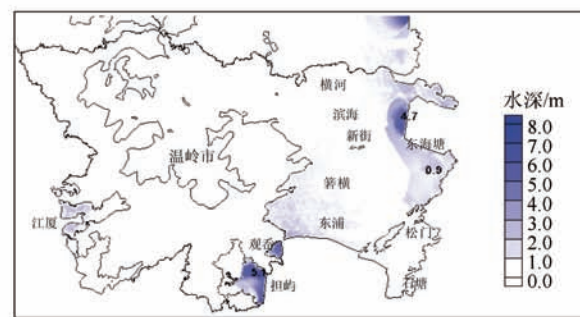 横河
水深/m
滨海
4.7
8.0
新街
东海塘
7.0
温岭市
6.0
0.9
5.0
箬横
4.0
江厦
东浦
3.0
松门
2.0
观岙
1.0
5.1
担屿
石塘
0.0